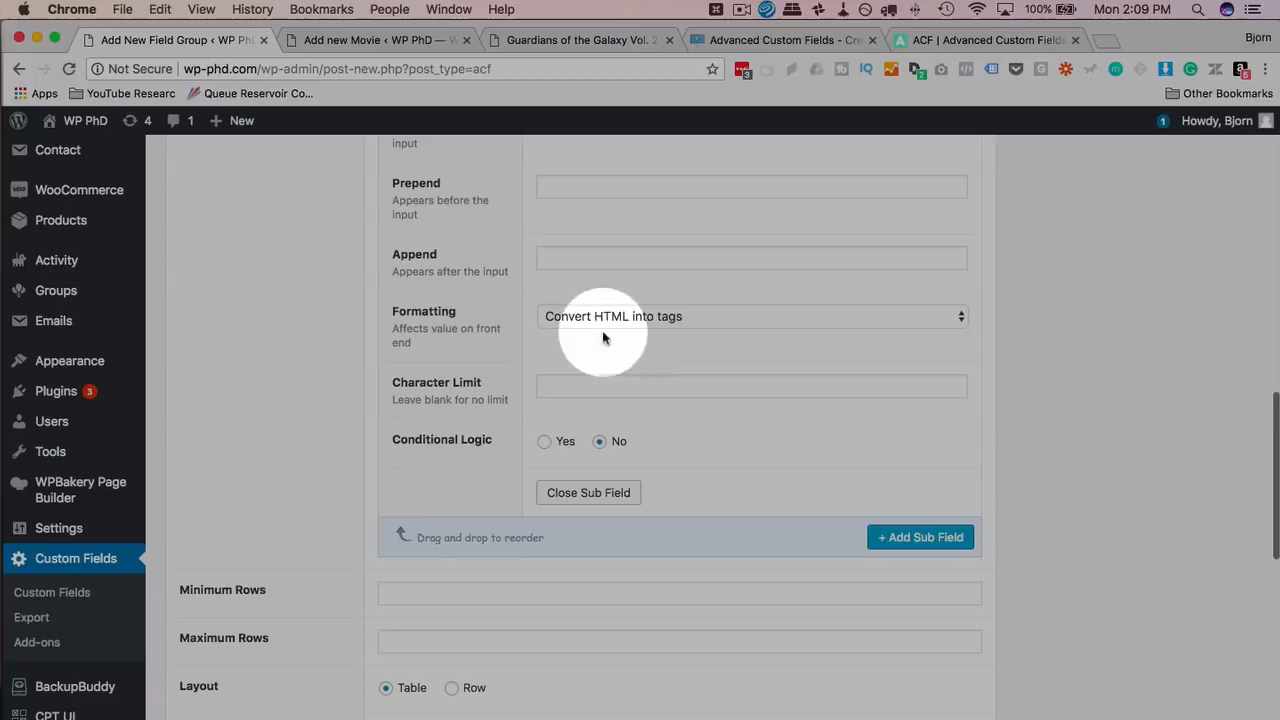 Chrome File Edit View History Bookmarks People Window Help 100% Mon 2:09 PM
Add New Field Group ‹ WP PhD Add new Movie ‹ WP PhD — W Guardians of the Galaxy Vol. 2 Advanced Custom Fields - Cre ACF | Advanced Custom Fields Bjorn
Not Secure wp-phd.com/wp-admin/post-new.php?post_type=acf
Apps YouTube Researc Queue Reservoir Co... Other Bookmarks
WP PhD 4 1 + New 1 Howdy, Bjorn
Contact
WooCommerce
Products
Activity
Groups
Emails
Appearance
Plugins 3
Users
Tools
WPBakery Page
Builder
Settings
Custom Fields
Custom Fields
Export
Add-ons
BackupBuddy
CPT UI
input
Prepend
Appears before the
input
Append
Appears after the input
Formatting
Affects value on front
end
Convert HTML into tags
Character Limit
Leave blank for no limit
Conditional Logic
Yes No
Close Sub Field
Drag and drop to reorder
+ Add Sub Field
Minimum Rows
Maximum Rows
Layout
Table Row